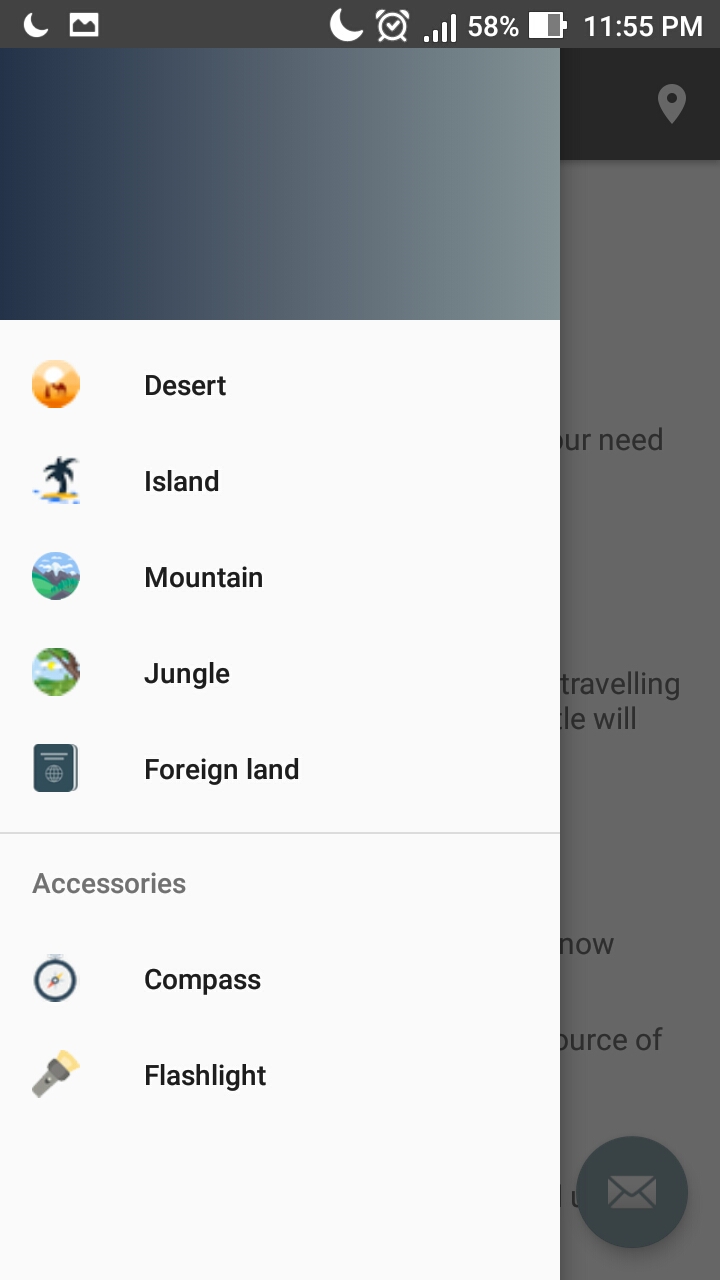 58% 11:55 PM
Desert
our need
Island
Mountain
Jungle
travelling
tle will
Foreign land
Accessories
now
Compass
ource of
Flashlight